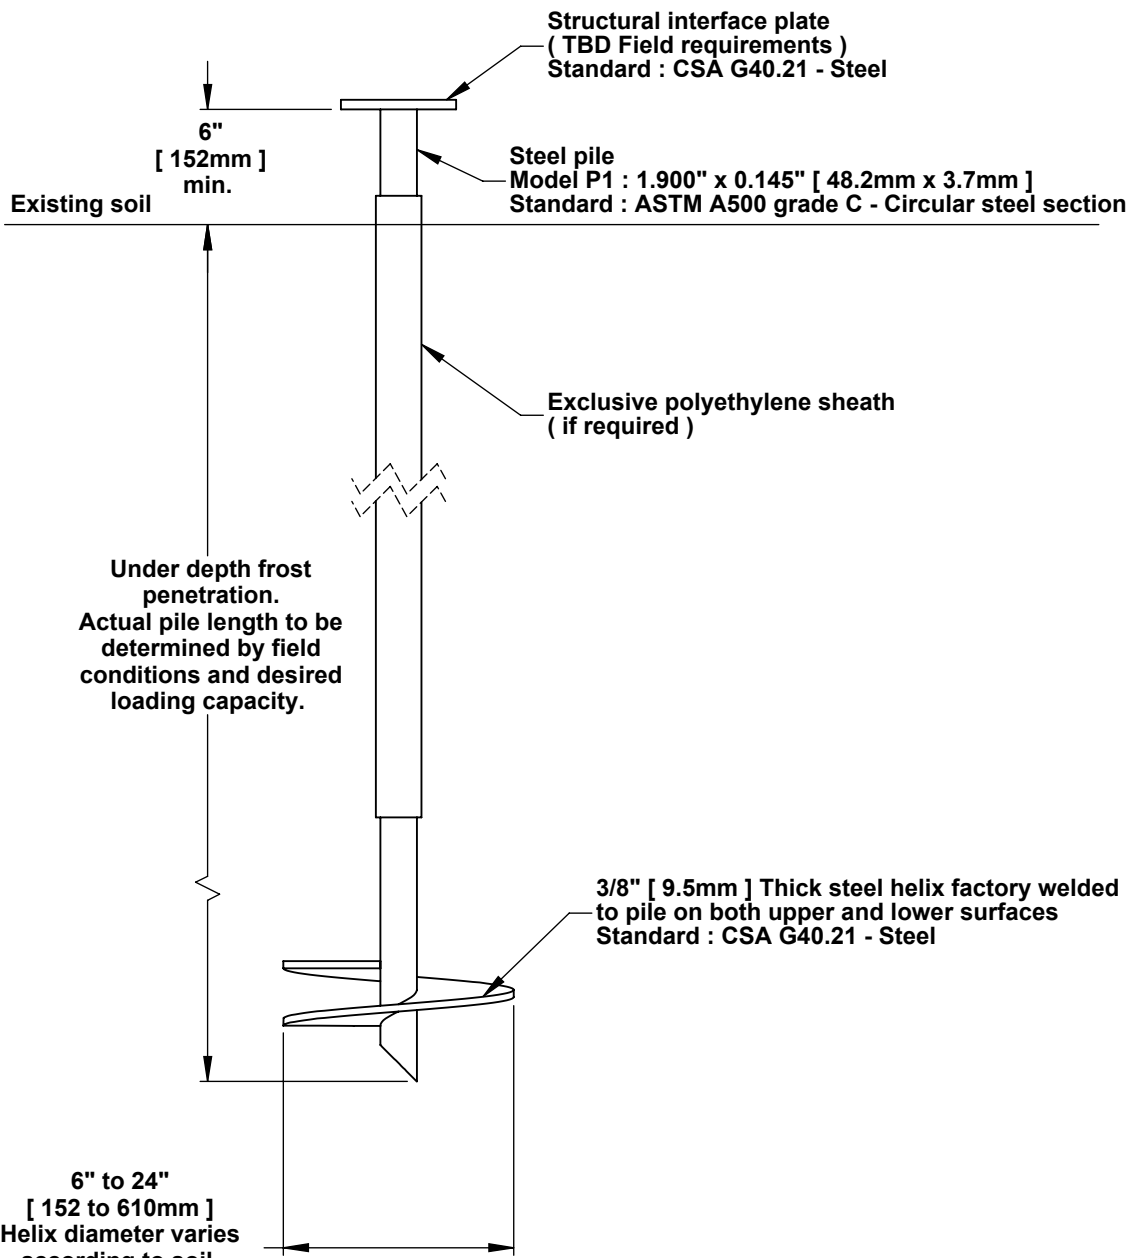 Structural interface plate
( TBD Field requirements )
Standard : CSA G40.21 - Steel
6"
[ 152mm ]
min.
Steel pile
Model P1 : 1.900" x 0.145" [ 48.2mm x 3.7mm ]
Standard : ASTM A500 grade C - Circular steel section
Existing soil
Exclusive polyethylene sheath
( if required )
Under depth frost
penetration.
Actual pile length to be
determined by field
conditions and desired
loading capacity.
3/8" [ 9.5mm ] Thick steel helix factory welded
to pile on both upper and lower surfaces
Standard : CSA G40.21 - Steel
6" to 24"
[ 152 to 610mm ]
Helix diameter varies
according to soil